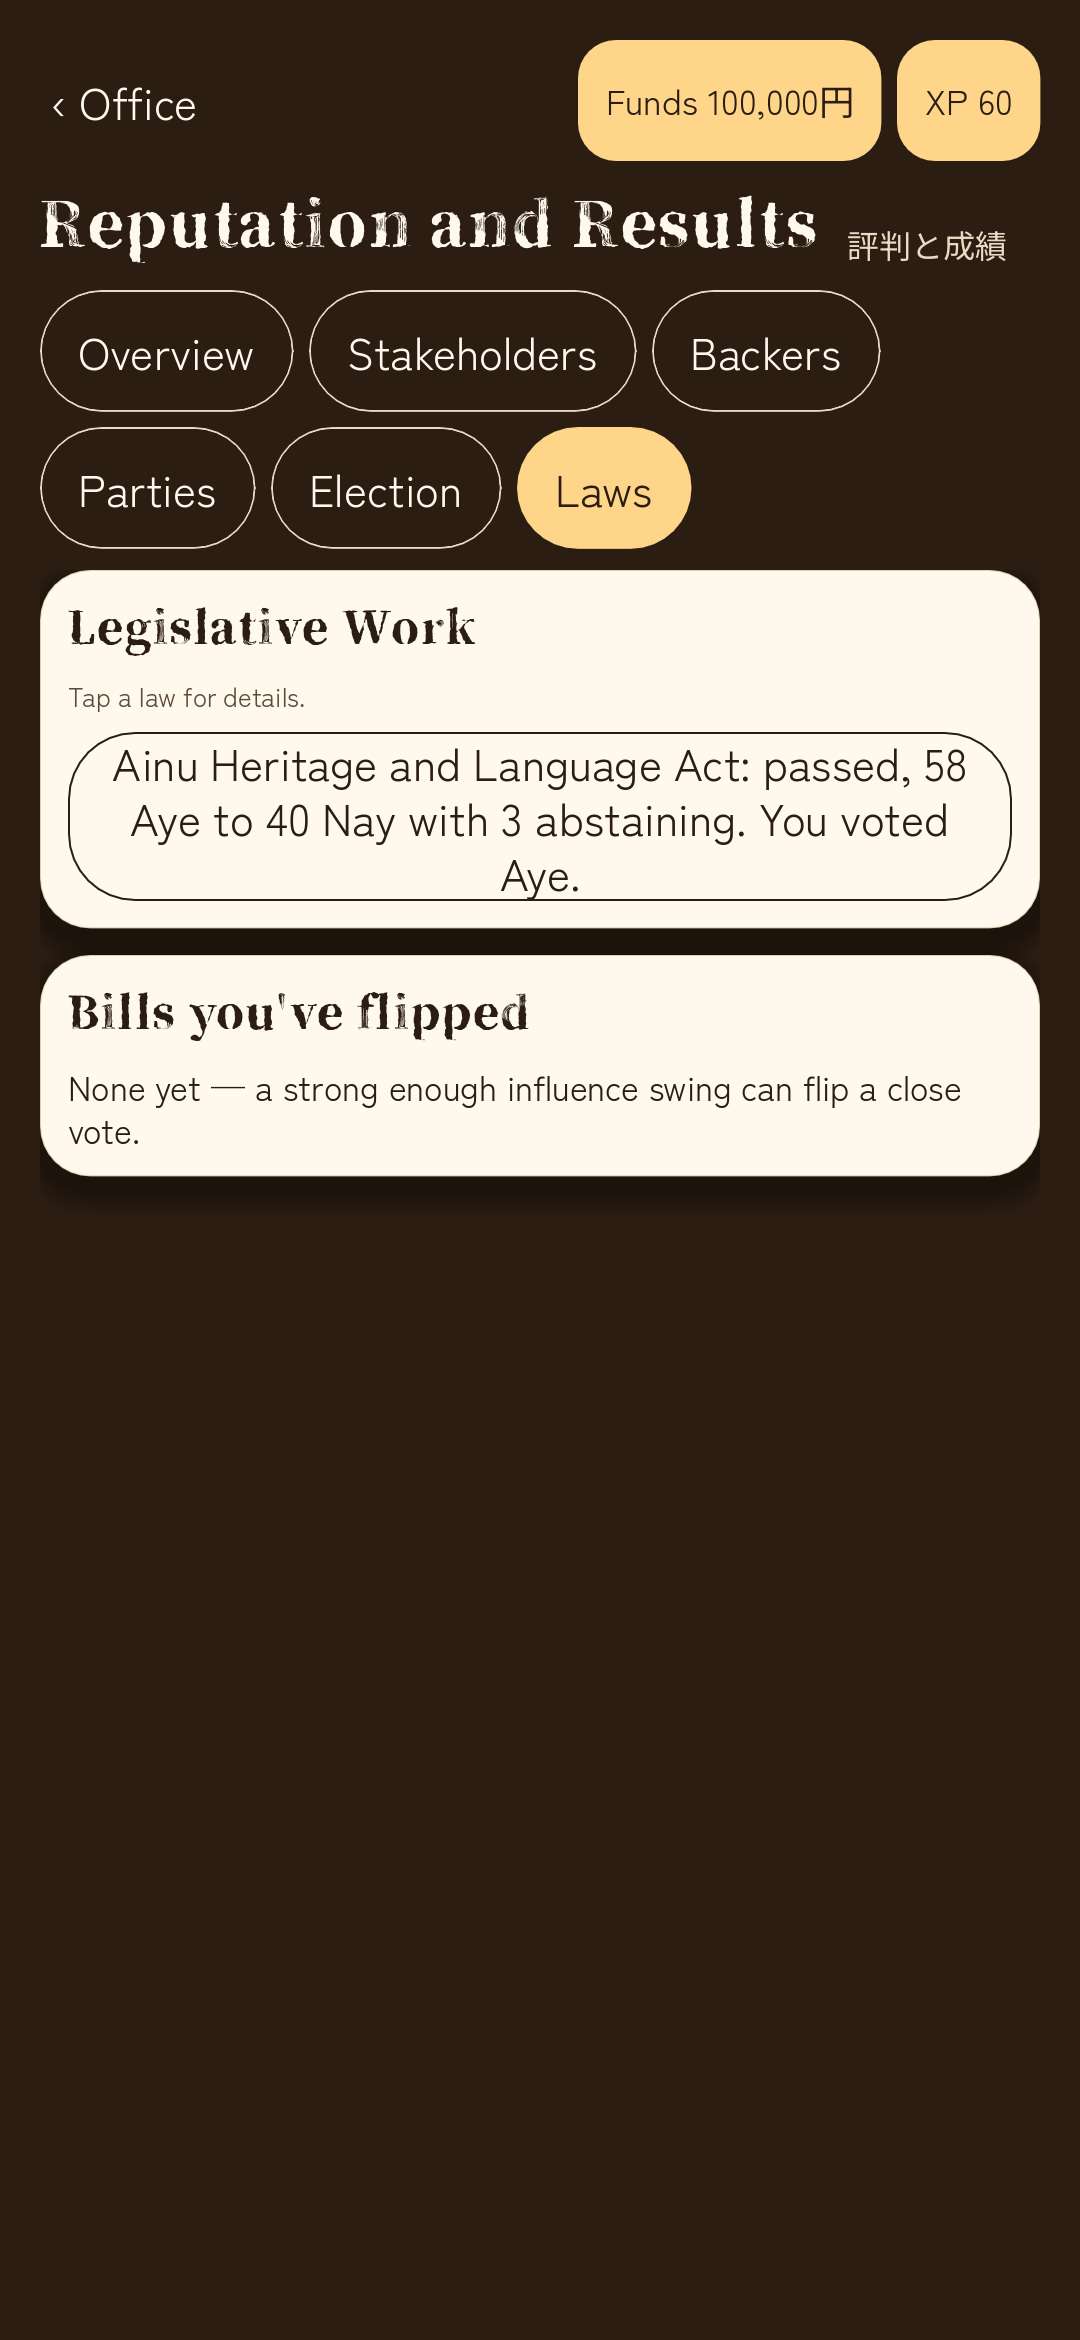 ‹ Office
Funds 100,000円
XP 60
Reputation and Results 評判と成績
Overview
Stakeholders
Backers
Parties
Election
Laws
Legislative Work
Tap a law for details.
Ainu Heritage and Language Act: passed, 58
Aye to 40 Nay with 3 abstaining. You voted
Aye.
Bills you've flipped
None yet — a strong enough influence swing can flip a close
vote.